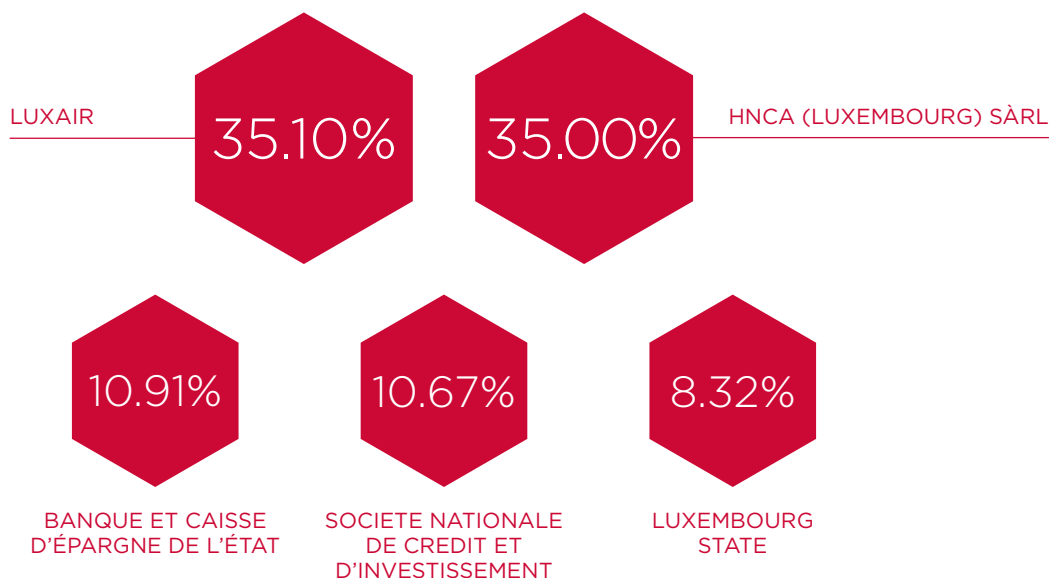 LUXAIR
35.10%
35.00%
HNCA (LUXEMBOURG) SÀRL
10.91%
10.67%
8.32%
BANQUE ET CAISSE
D'ÉPARGNE DE L'ÉTAT
SOCIETE NATIONALE
DE CREDIT ET
D'INVESTISSEMENT
LUXEMBOURG
STATE